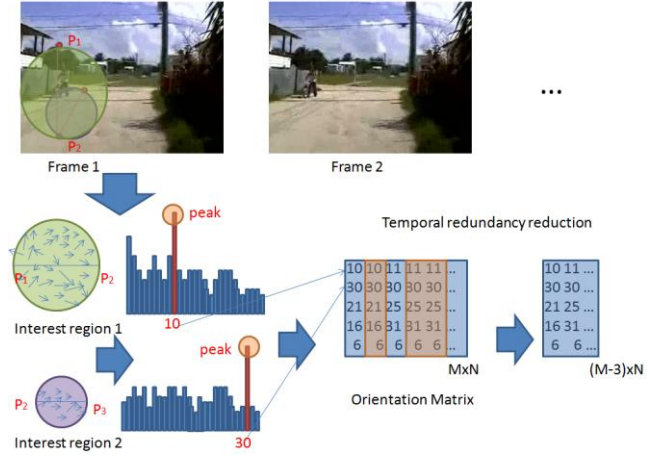 P1
P2
...
Frame 1
Frame 2
peak
Temporal redundancy reduction
P1 P2
10 10 11 11 11 ..
30 30 30 30 30 ..
21 21 25 25 25 ..
16 16 31 31 31 ..
6 6 6 6 6 ..
10 11 ...
30 30 ...
21 25 ...
16 31 ...
6 6 ...
Interest region 1
10
peak
MxN
(M-3)xN
P2 P3
Orientation Matrix
Interest region 2
30